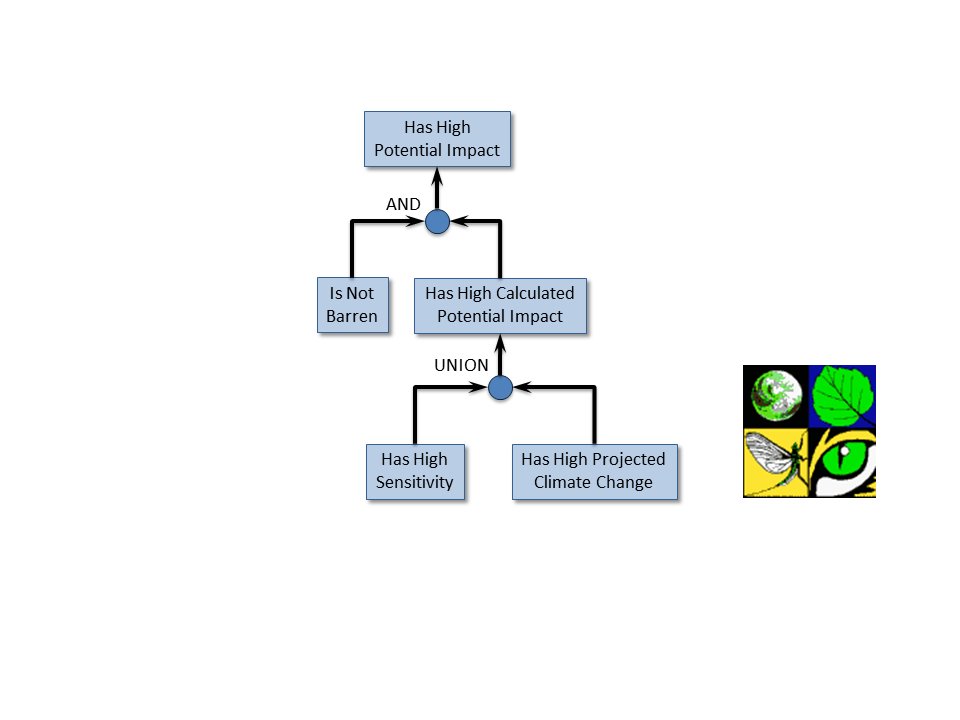 Has High
Potential Impact
AND
Is Not
Barren
Has High Calculated
Potential Impact
UNION
Has High
Sensitivity
Has High Projected
Climate Change